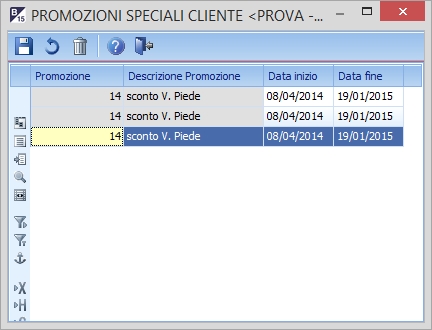 B
15
PROMOZIONI SPECIALI CLIENTE <PROVA -...
?
Promozione Descrizione Promozione Data inizio Data fine
14 sconto V. Piede 08/04/2014 19/01/2015
14 sconto V. Piede 08/04/2014 19/01/2015
14 sconto V. Piede 08/04/2014 19/01/2015
X
H